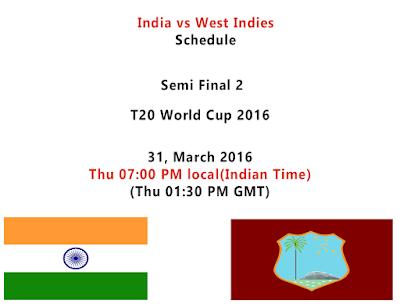 India vs West Indies
Schedule
Semi Final 2
T20 World Cup 2016
31, March 2016
Thu 07:00 PM local(Indian Time)
(Thu 01:30 PM GMT)